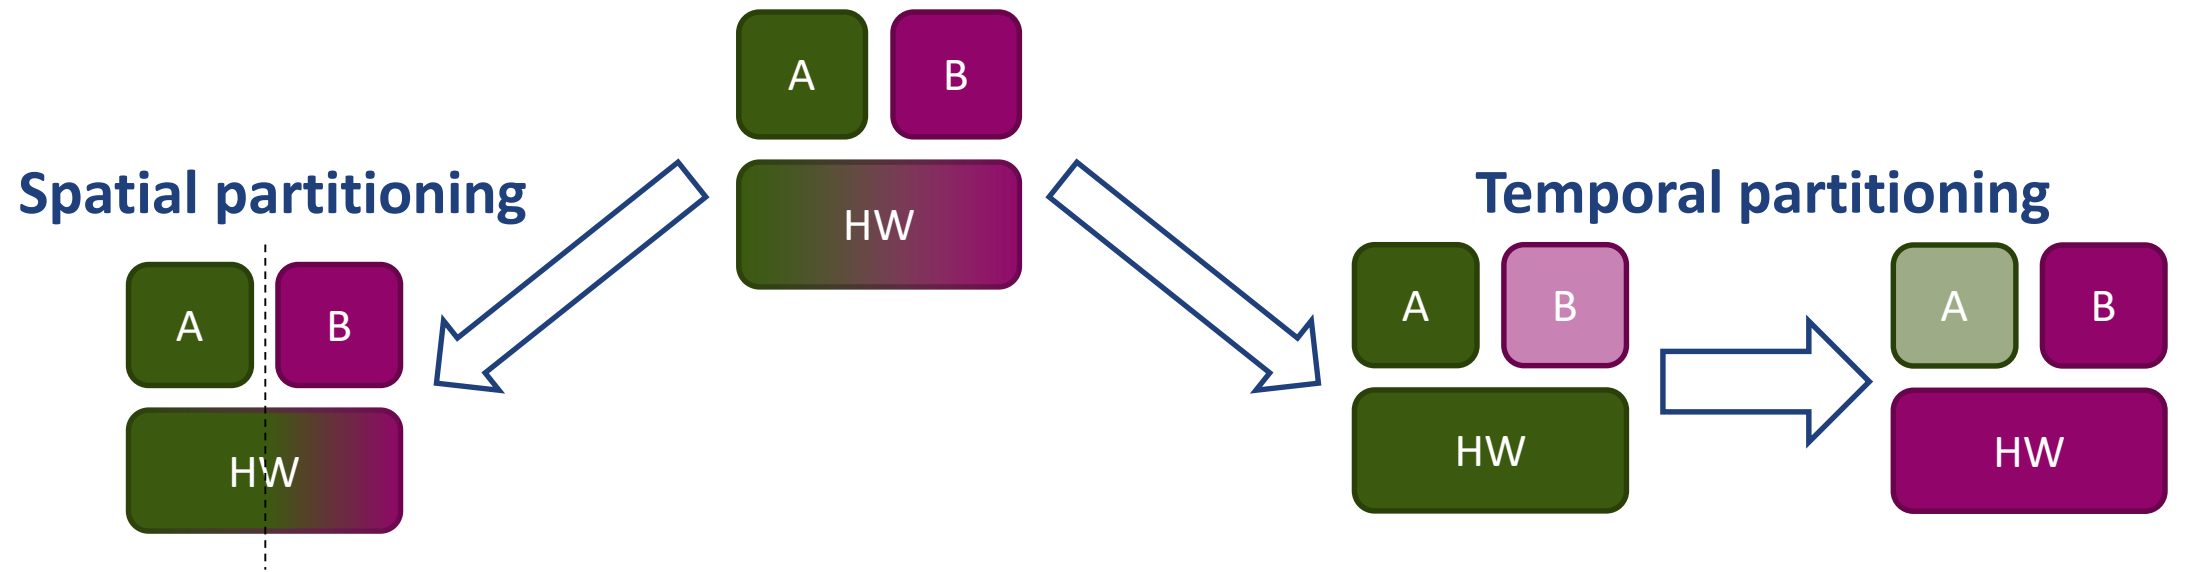 A B
HW
Spatial partitioning
A B
HW
Temporal partitioning
A B
HW
A B
HW